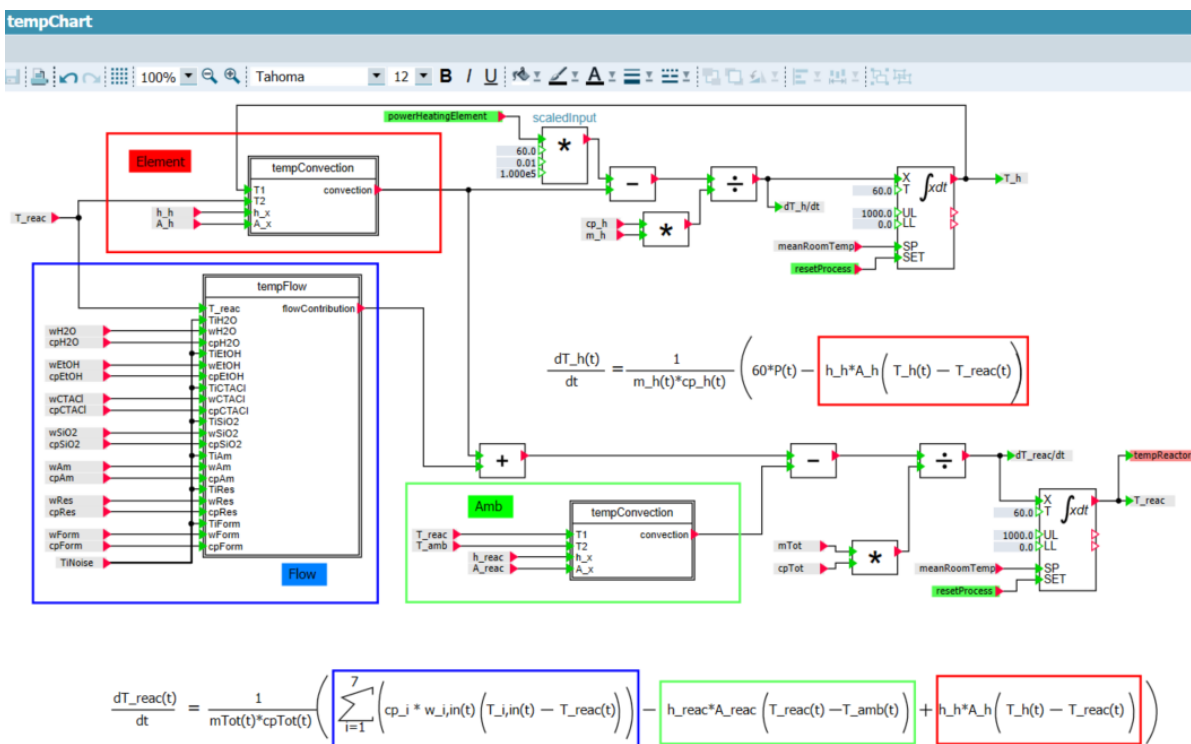 tempChart
100% Tahoma 12 B I U A
powerHeatingElement
scaledInput
60.0
0.01
1.000e5
*
Element
tempConvection
T1
T2
h_x
A_x
convection
T_reac
h_h
A_h
−
÷
cp_h
m_h
*
dT_h/dt
X
60.0 T
∫xdt
1000.0 UL
0.0 LL
meanRoomTemp SP
resetProcess SET
T_h
tempFlow
T_reac flowContribution
TiH2O
wH2O wH2O
cpH2O cpH2O
TiEtOH
wEtOH wEtOH
cpEtOH cpEtOH
TiCTACl
wCTACl wCTACl
cpCTACl cpCTACl
TiSiO2
wSiO2 wSiO2
cpSiO2 cpSiO2
TiAm
wAm wAm
cpAm cpAm
TiRes
wRes wRes
cpRes cpRes
TiForm
wForm wForm
cpForm cpForm
TiNoise
Flow
dT_h(t)/dt = 1/(m_h(t)*cp_h(t)) (60*P(t) − h_h*A_h(T_h(t) − T_reac(t)))
+
−
÷
dT_reac/dt
tempReactor
T_reac
Amb
tempConvection
T_reac T1 convection
T_amb T2
h_reac h_x
A_reac A_x
mTot
cpTot
*
X
60.0 T
∫xdt
1000.0 UL
0.0 LL
meanRoomTemp SP
resetProcess SET
dT_reac(t)/dt = 1/(mTot(t)*cpTot(t)) (∑ i=1 7 (cp_i * w_i,in(t) (T_i,in(t) − T_reac(t))) − h_reac*A_reac (T_reac(t)−T_amb(t)) + h_h*A_h(T_h(t) − T_reac(t)))